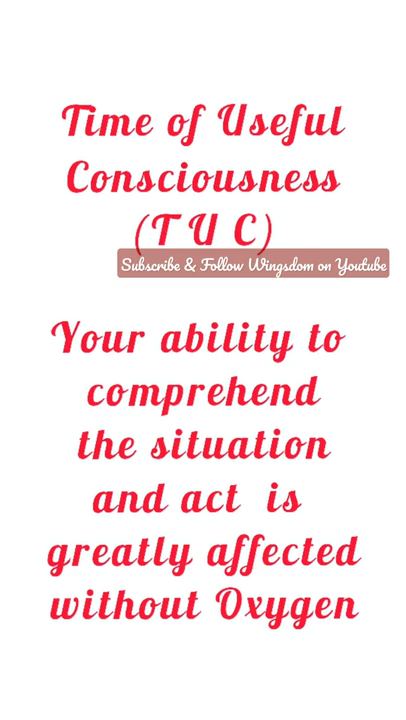 Time of Useful
Consciousness
(T U C)
Subscribe & Follow Wingsdom on Youtube
Your ability to
comprehend
the situation
and act is
greatly affected
without Oxygen